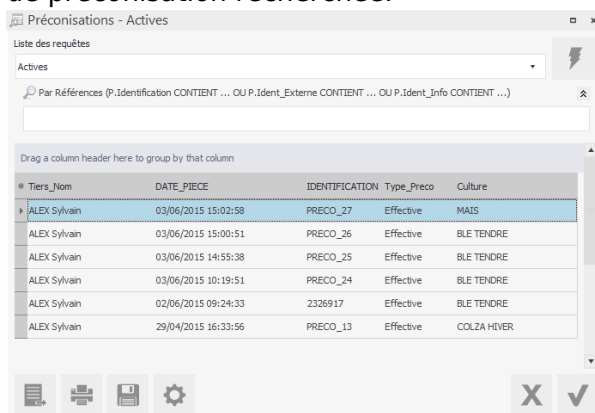 de préconisation recherchée.
Préconisations - Actives
Liste des requêtes
Actives
Par Références (P.Identification CONTIENT ... OU P.Ident_Externe CONTIENT ... OU P.Ident_Info CONTIENT ...)
Drag a column header here to group by that column
Tiers_Nom DATE_PIECE IDENTIFICATION Type_Preco Culture
ALEX Sylvain 03/06/2015 15:02:58 PRECO_27 Effective MAIS
ALEX Sylvain 03/06/2015 15:00:51 PRECO_26 Effective BLE TENDRE
ALEX Sylvain 03/06/2015 14:55:38 PRECO_25 Effective BLE TENDRE
ALEX Sylvain 03/06/2015 10:19:51 PRECO_24 Effective BLE TENDRE
ALEX Sylvain 02/06/2015 09:24:33 2326917 Effective BLE TENDRE
ALEX Sylvain 29/04/2015 16:33:56 PRECO_13 Effective COLZA HIVER